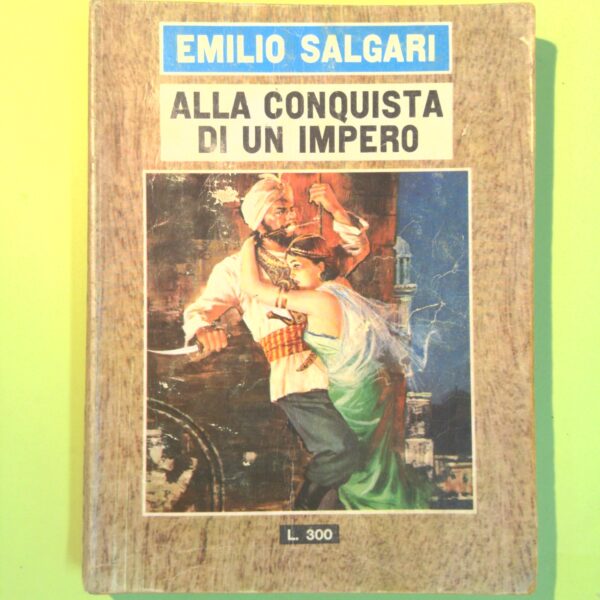 EMILIO SALGARI
ALLA CONQUISTA
DI UN IMPERO
L. 300